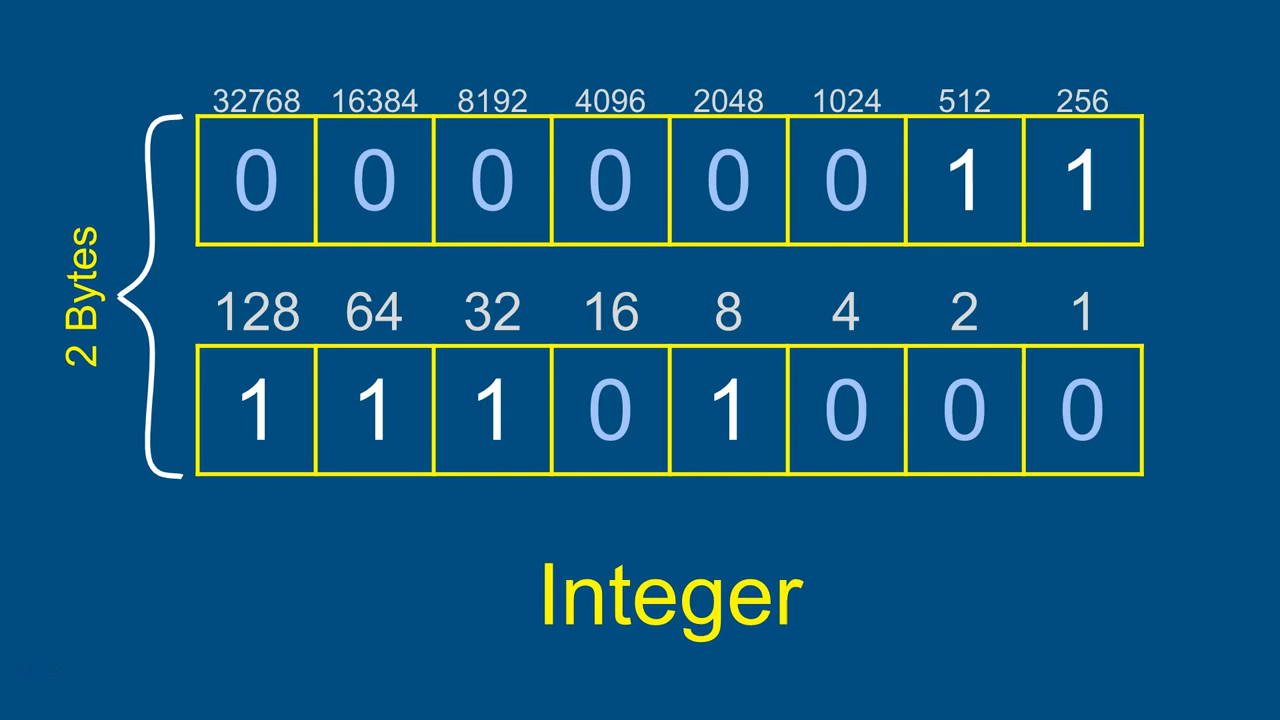 32768 16384 8192 4096 2048 1024 512 256
0 0 0 0 0 0 1 1
2 Bytes
128 64 32 16 8 4 2 1
1 1 1 0 1 0 0 0
Integer